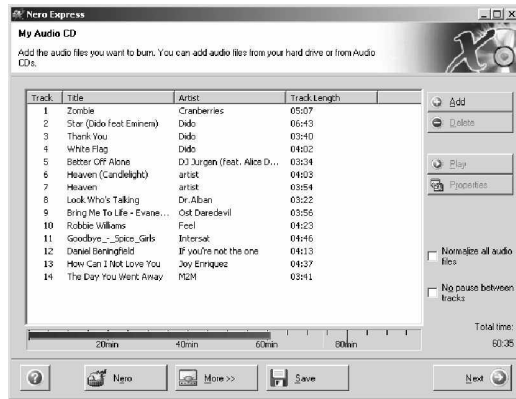 Nero Express
My Audio CD
Add the audio files you want to burn. You can add audio files from your hard drive or from Audio
CDs.
Track Title Artist Track Length
1 Zombie Cranberries 05:07
2 Star (Dido feat Eminem) Dido 06:43
3 Thank You Dido 03:40
4 White Flag Dido 04:02
5 Better Off Alone DJ Jurgen (feat. Alice D... 03:34
6 Heaven (Candlelight) artist 04:03
7 Heaven artist 03:54
8 Look Who's Talking Dr.Alban 03:22
9 Bring Me To Life - Evane... Ost Daredevil 03:56
10 Robbie Williams Feel 04:23
11 Goodbye_-_Spice_Girls Intersat 04:46
12 Daniel Beningfield If you're not the one 04:13
13 How Can I Not Love You Joy Enriquez 04:37
14 The Day You Went Away M2M 03:41
Add
Delete
Play
Properties
Normalize all audio
files
No pause between
tracks
Total time:
60:35
20min 40min 60min 80min
Nero
More >>
Save
Next